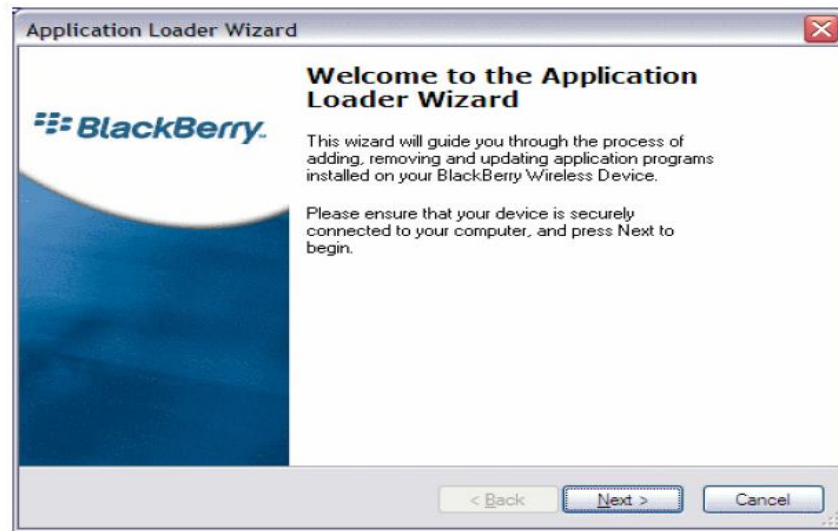 Application Loader Wizard
Welcome to the Application
Loader Wizard
BlackBerry.
This wizard will guide you through the process of
adding, removing and updating application programs
installed on your BlackBerry Wireless Device.
Please ensure that your device is securely
connected to your computer, and press Next to
begin.
< Back
Next >
Cancel